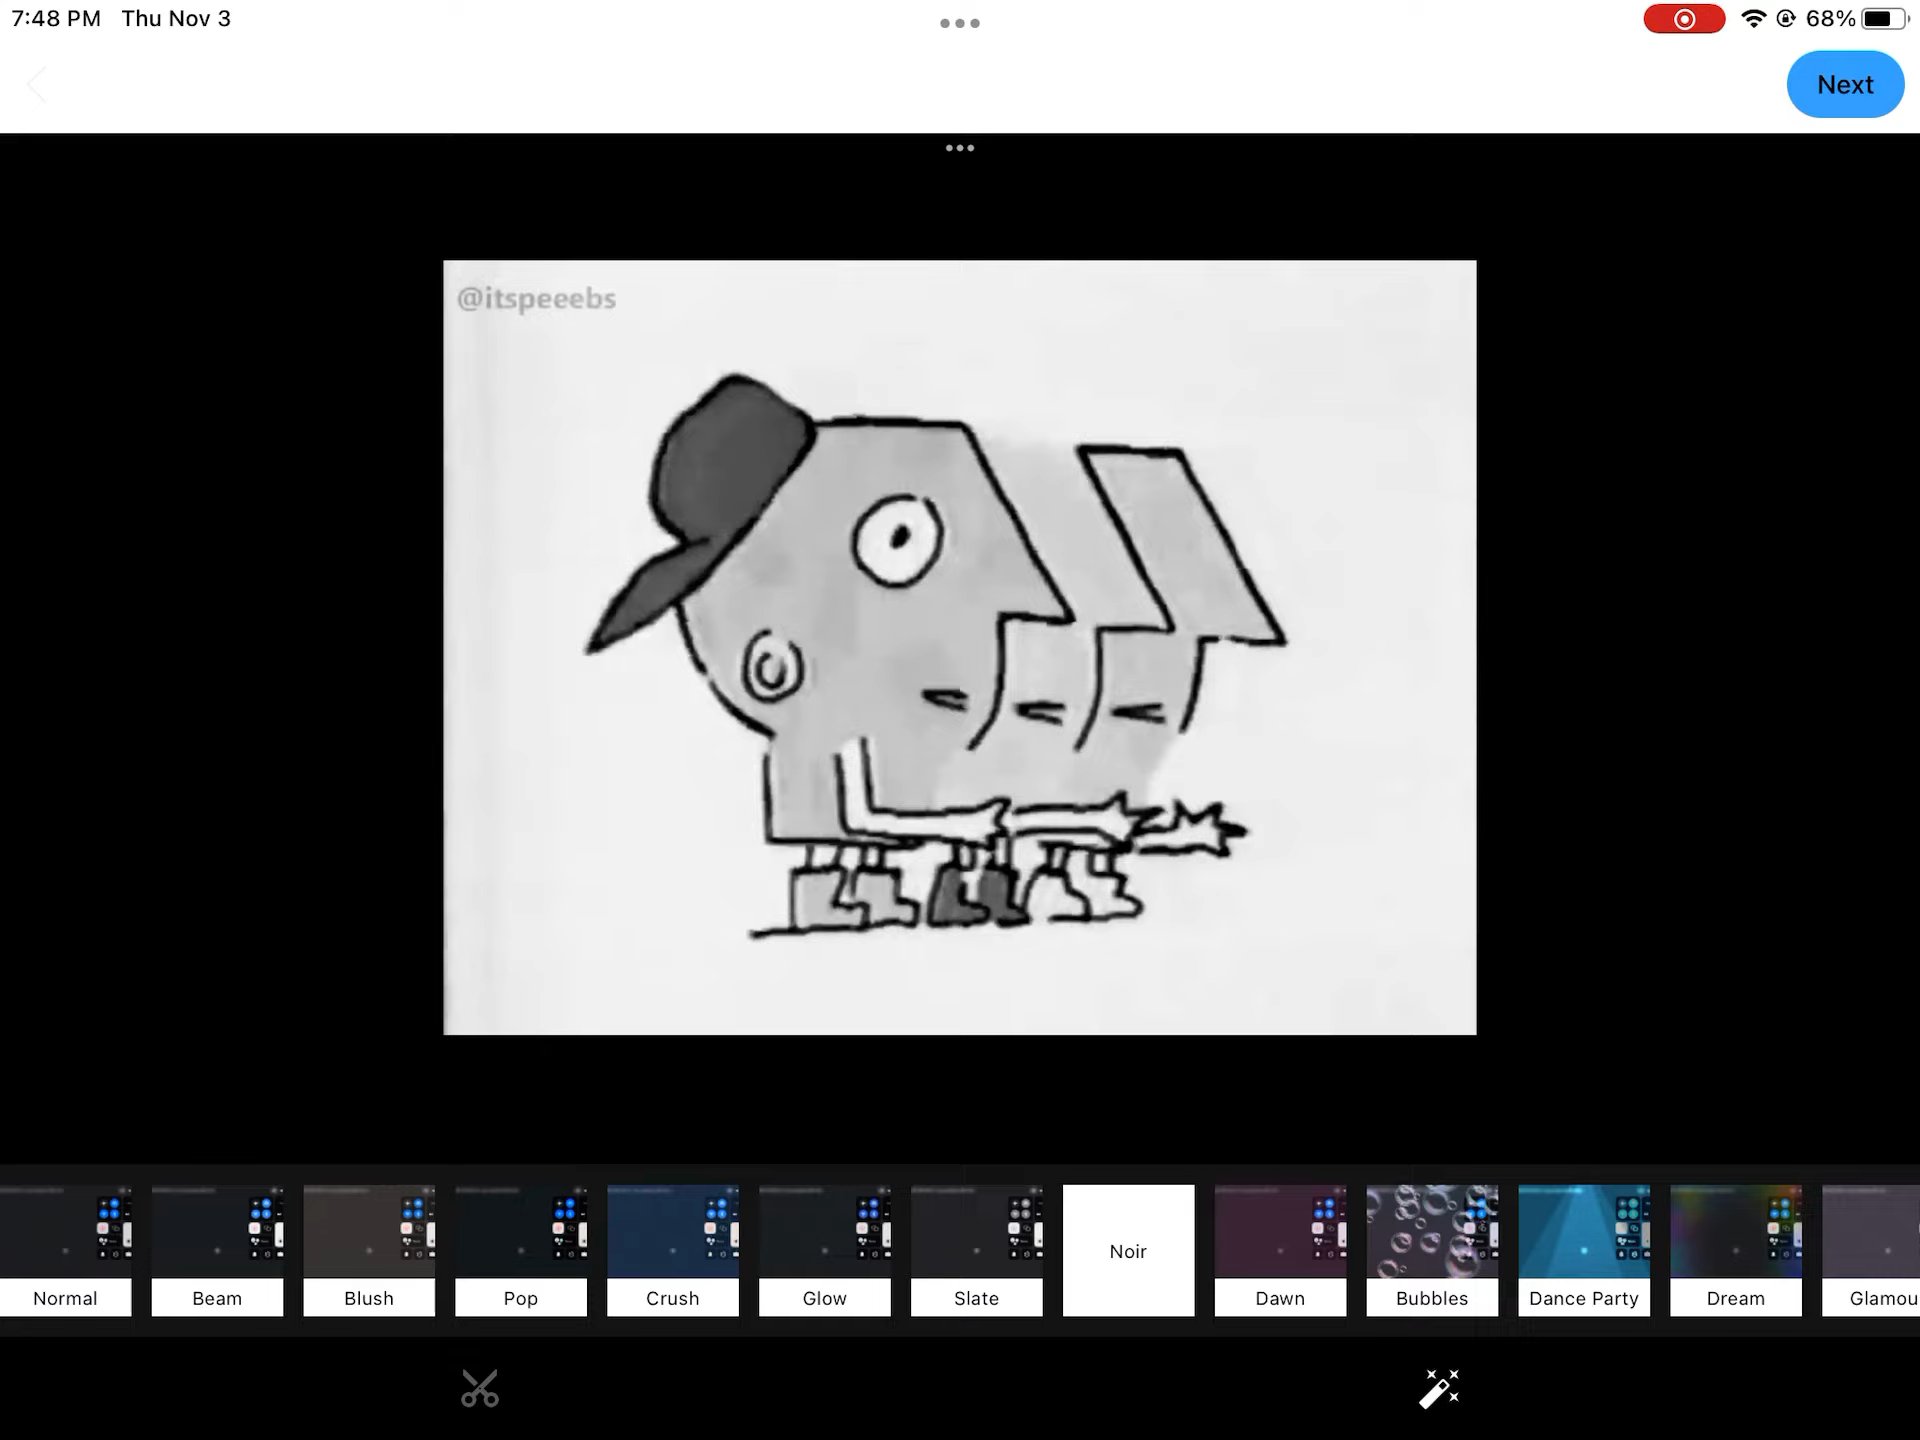 7:48 PM Thu Nov 3
68%
Next
@itspeeebs
Noir
Normal
Beam
Blush
Pop
Crush
Glow
Slate
Dawn
Bubbles
Dance Party
Dream
Glamou